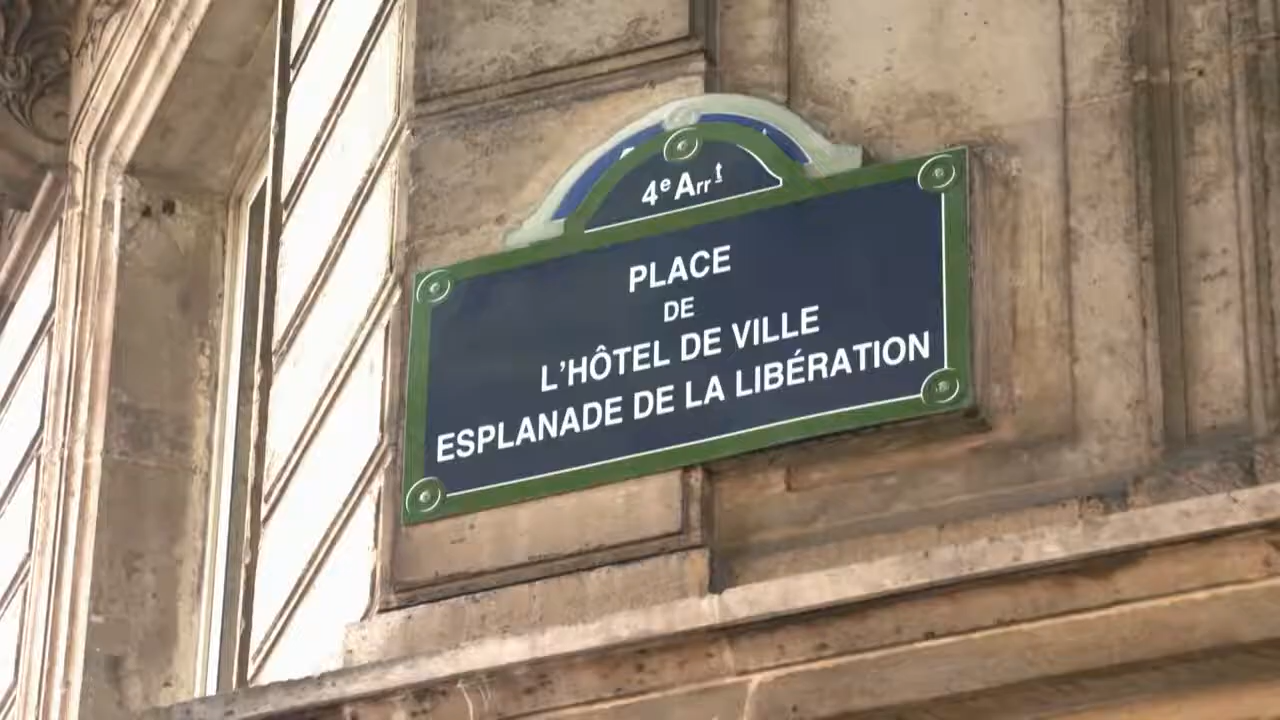 4e Arrt
PLACE
DE
L'HÔTEL DE VILLE
ESPLANADE DE LA LIBÉRATION